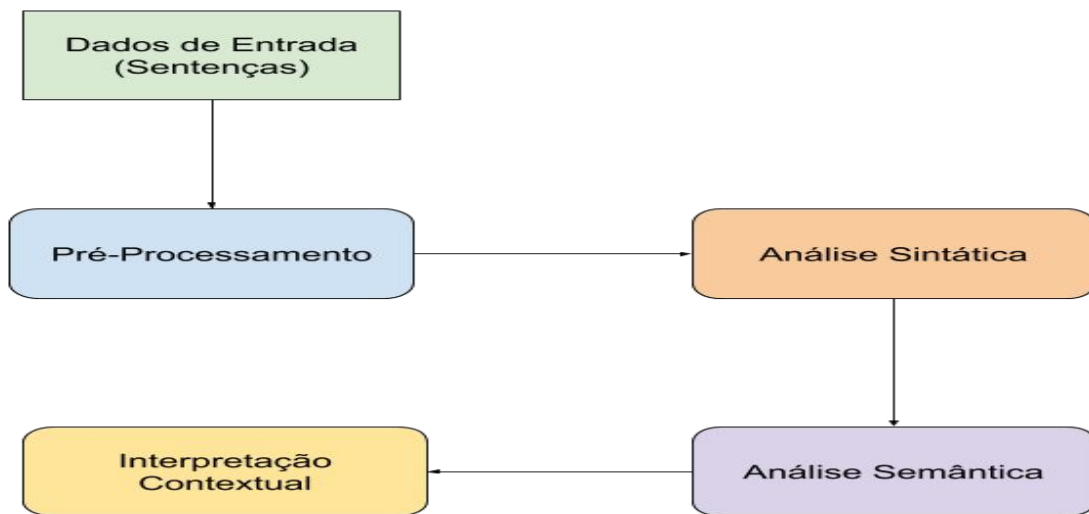 Dados de Entrada
(Sentenças)
Pré-Processamento
Análise Sintática
Análise Semântica
Interpretação
Contextual